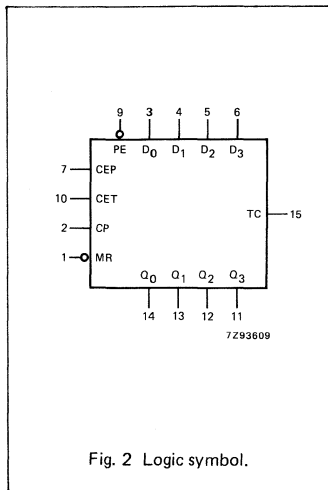 9 3 4 5 6
PE D0 D1 D2 D3
7 CEP
10 CET
TC 15
2 CP
1 MR
Q0 Q1 Q2 Q3
14 13 12 11
7Z93609
Fig. 2 Logic symbol.